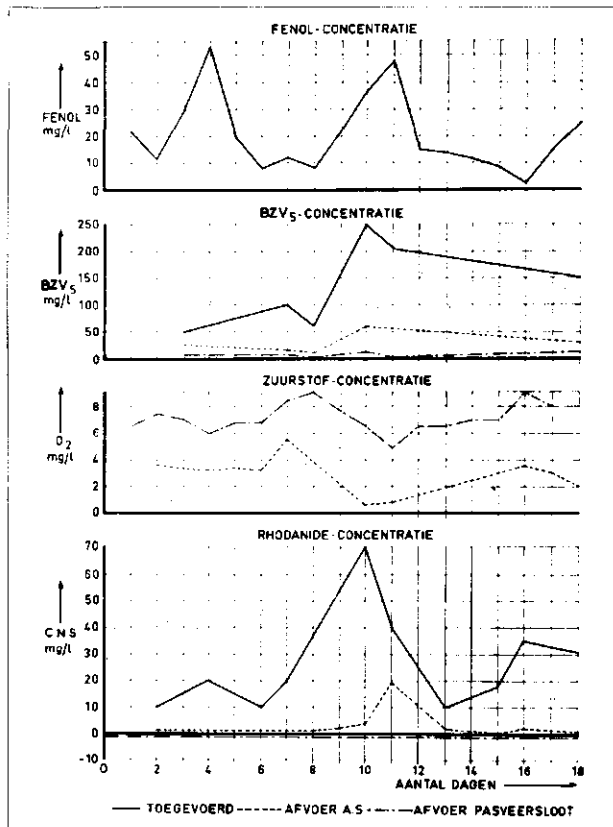 FENOL-CONCENTRATIE
50
40
30
20
10
0
FENOL
mg/l
BZV5-CONCENTRATIE
250
200
150
100
50
0
BZV5
mg/l
ZUURSTOF-CONCENTRATIE
8
6
4
2
0
O2
mg/l
RHODANIDE-CONCENTRATIE
70
60
50
40
30
20
10
0
-10
CNS
mg/l
0 2 4 6 8 10 12 14 16 18
AANTAL DAGEN
TOEGEVOERD AFVOER A.S AFVOER PASVEERSLOOT